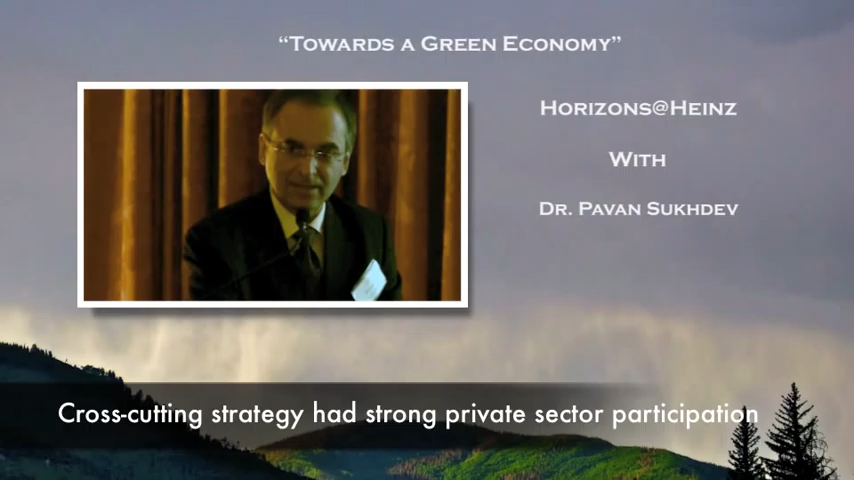 “Towards a Green Economy”
Horizons@Heinz
With
Dr. Pavan Sukhdev
Cross-cutting strategy had strong private sector participation